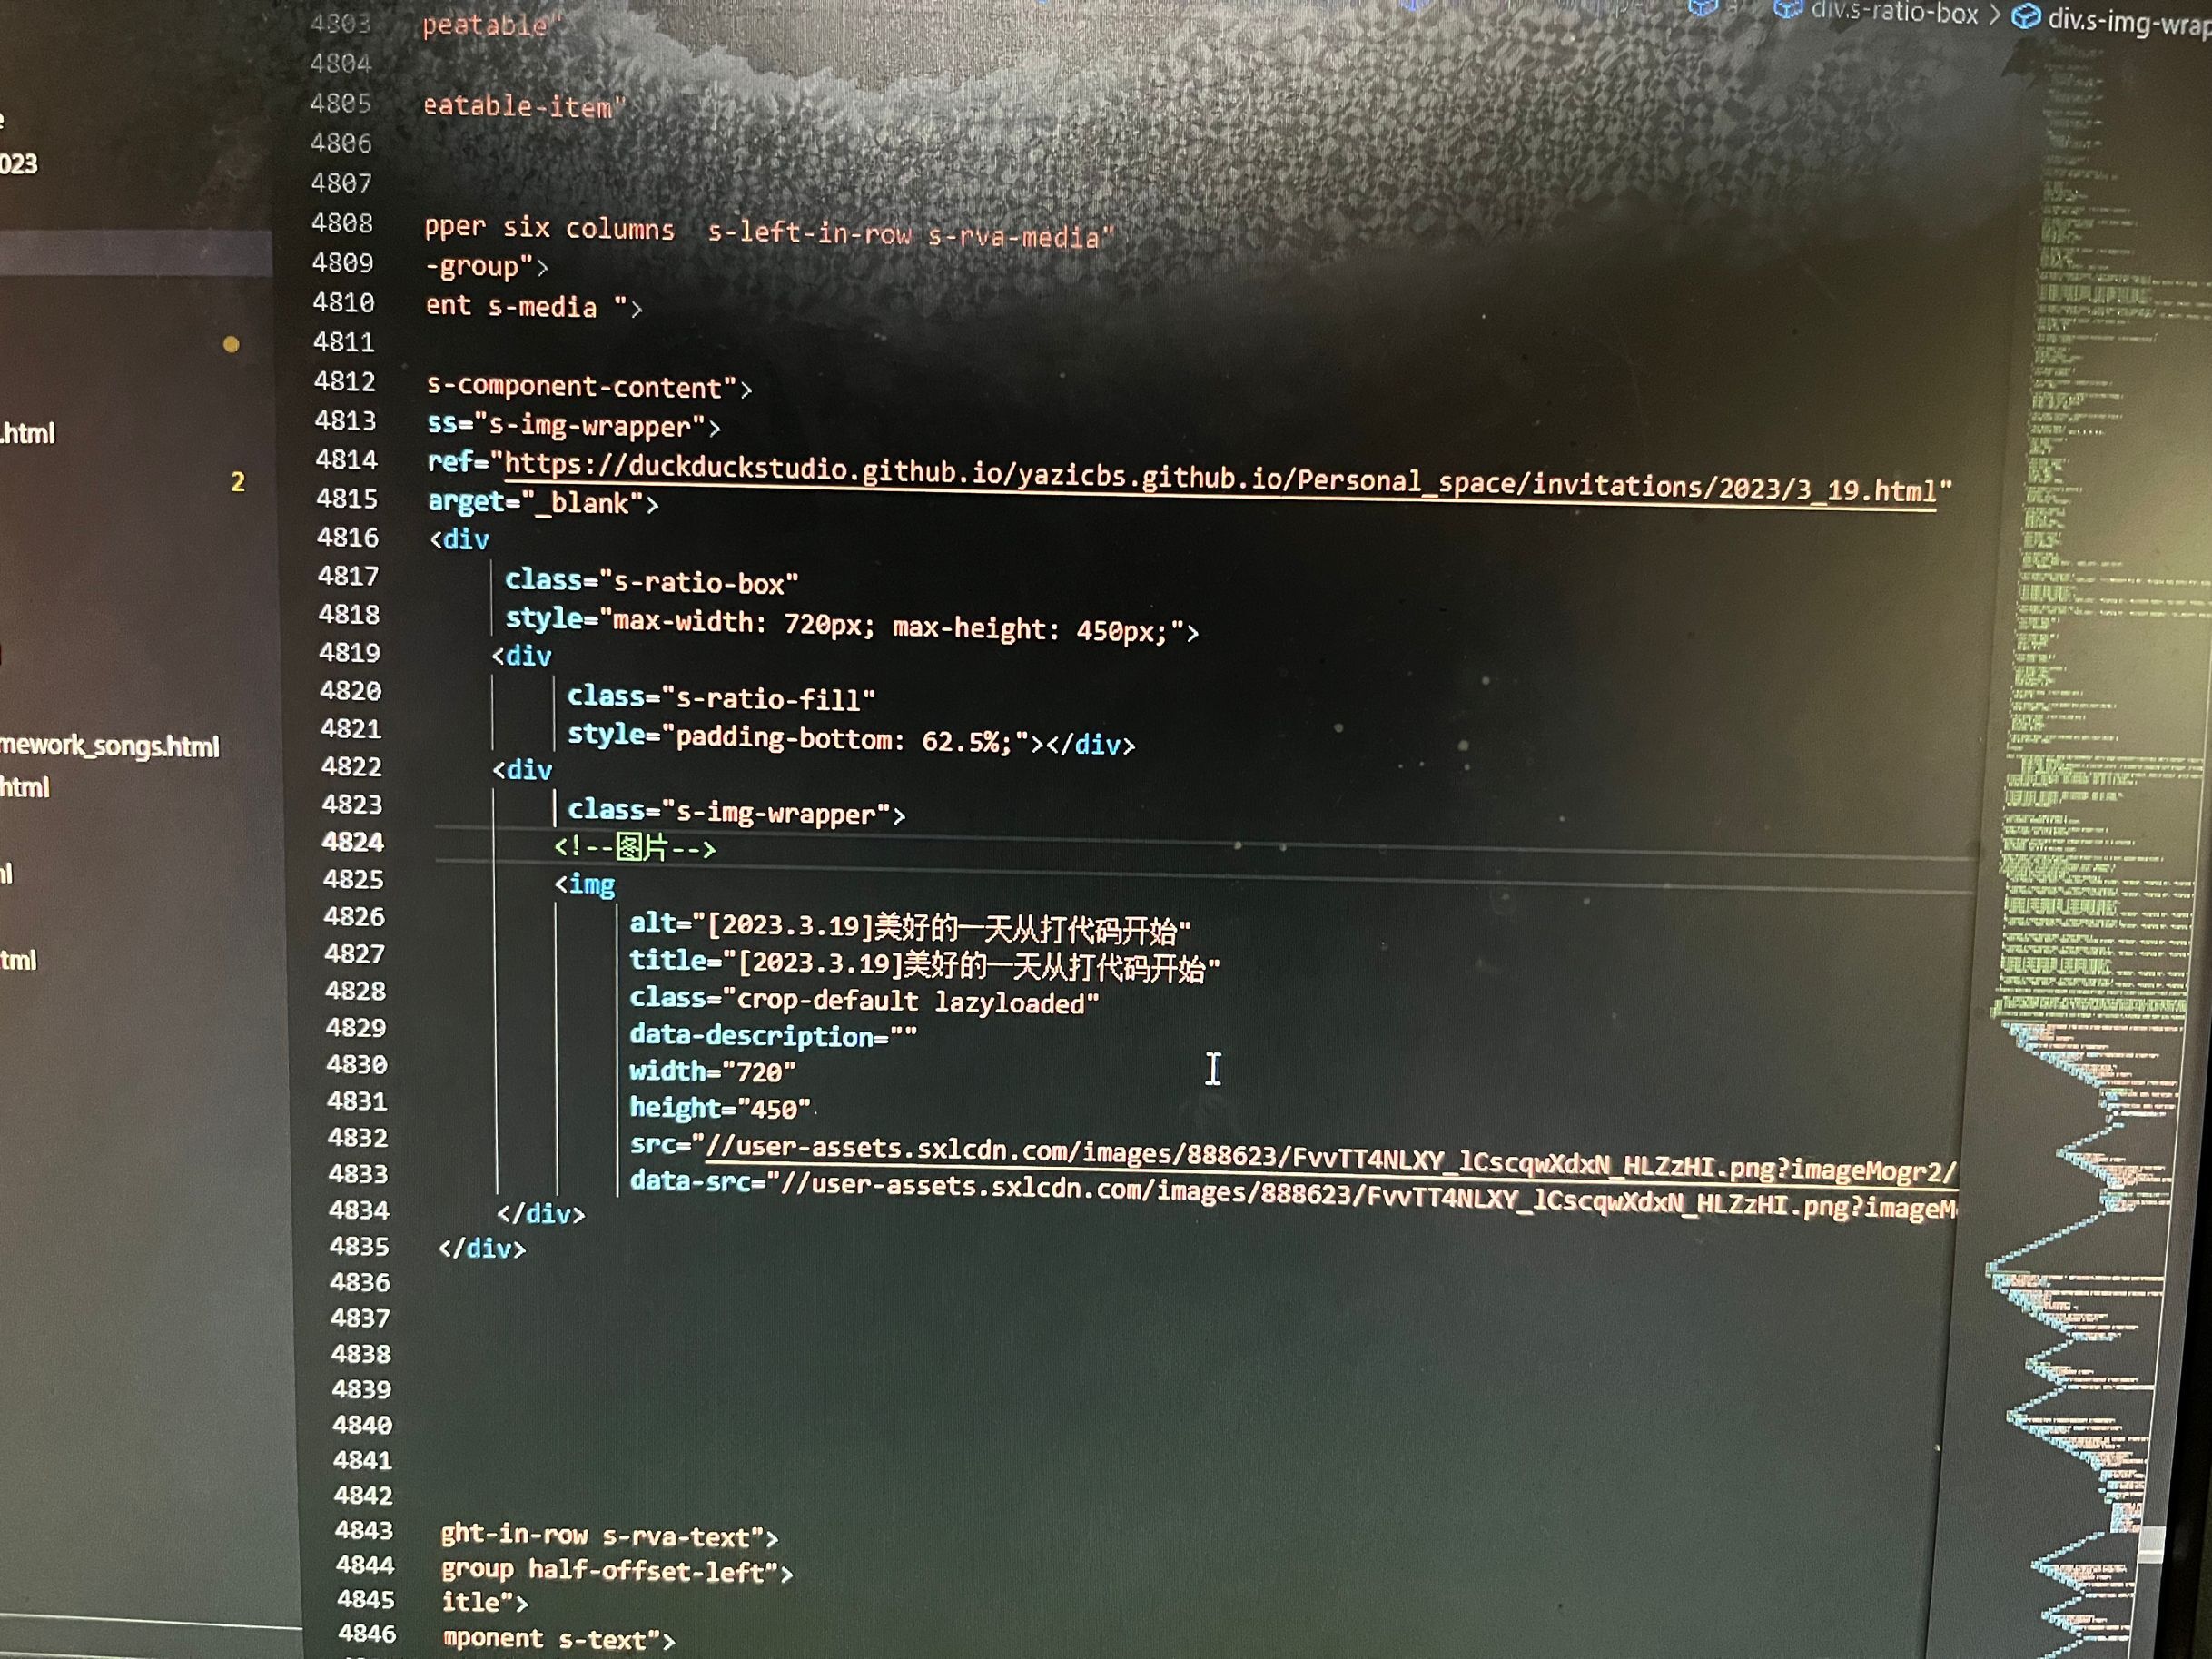 div.s-ratio-box > div.s-img-wrap
4803 peatable"
4804
4805 eatable-item"
4806
023
4807
4808 pper six columns  s-left-in-row s-rva-media"
4809 -group">
4810 ent s-media ">
4811
4812 s-component-content">
4813 ss="s-img-wrapper">
.html
4814 ref="https://duckduckstudio.github.io/yazicbs.github.io/Personal_space/invitations/2023/3_19.html"
2
4815 arget="_blank">
4816 <div
4817 class="s-ratio-box"
4818 style="max-width: 720px; max-height: 450px;">
4819 <div
4820 class="s-ratio-fill"
4821 style="padding-bottom: 62.5%;"></div>
mework_songs.html
4822 <div
html
4823 class="s-img-wrapper">
4824 <!--图片-->
4825 <img
4826 alt="[2023.3.19]美好的一天从打代码开始"
4827 title="[2023.3.19]美好的一天从打代码开始"
tml
4828 class="crop-default lazyloaded"
4829 data-description=""
4830 width="720"
4831 height="450"
4832 src="//user-assets.sxlcdn.com/images/888623/FvvTT4NLXY_lCscqwXdxN_HLZzHI.png?imageMogr2/
4833 data-src="//user-assets.sxlcdn.com/images/888623/FvvTT4NLXY_lCscqwXdxN_HLZzHI.png?imageM
4834 </div>
4835 </div>
4836
4837
4838
4839
4840
4841
4842
4843 ght-in-row s-rva-text">
4844 group half-offset-left">
4845 itle">
4846 mponent s-text">